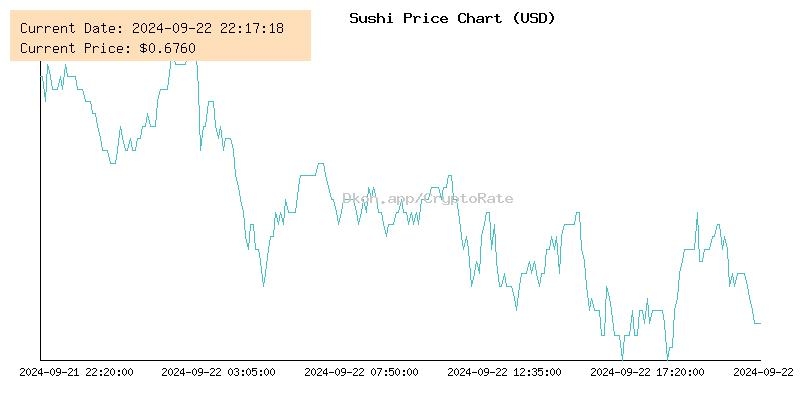 Sushi Price Chart (USD)
Current Date: 2024-09-22 22:17:18
Current Price: $0.6760
Dkgh.app/CryptoRate
2024-09-21 22:20:00 2024-09-22 03:05:00 2024-09-22 07:50:00 2024-09-22 12:35:00 2024-09-22 17:20:00 2024-09-22